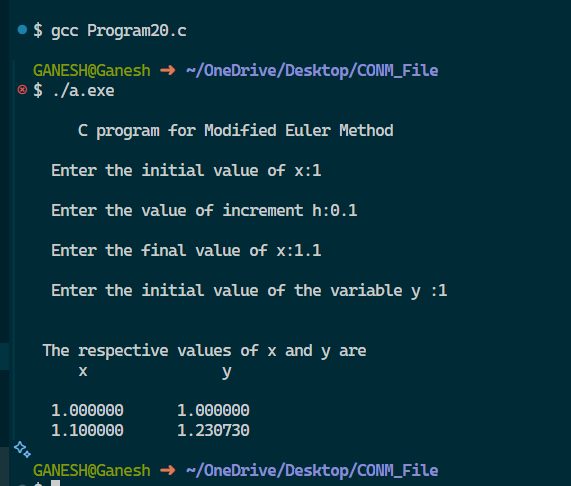 $ gcc Program20.c
GANESH@Ganesh ➜ ~/OneDrive/Desktop/CONM_File
$ ./a.exe
C program for Modified Euler Method
Enter the initial value of x:1
Enter the value of increment h:0.1
Enter the final value of x:1.1
Enter the initial value of the variable y :1
The respective values of x and y are
x y
1.000000 1.000000
1.100000 1.230730
GANESH@Ganesh ➜ ~/OneDrive/Desktop/CONM_File
$